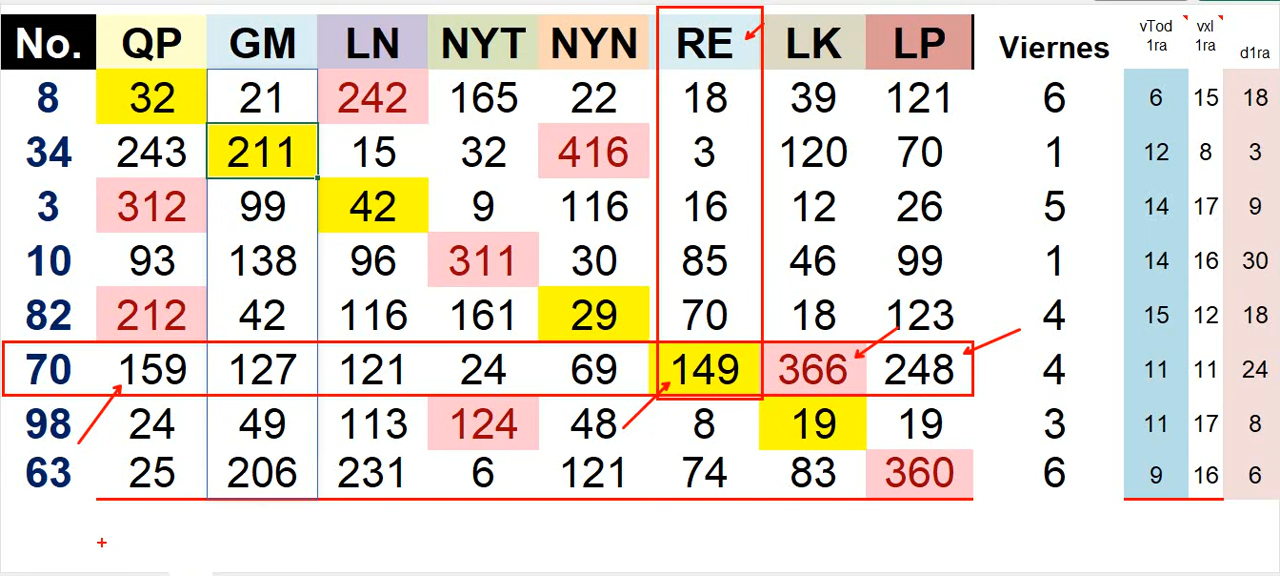 No. QP GM LN NYT NYN RE LK LP Viernes vTod 1ra vxl 1ra d1ra
8 32 21 242 165 22 18 39 121 6 6 15 18
34 243 211 15 32 416 3 120 70 1 12 8 3
3 312 99 42 9 116 16 12 26 5 14 17 9
10 93 138 96 311 30 85 46 99 1 14 16 30
82 212 42 116 161 29 70 18 123 4 15 12 18
70 159 127 121 24 69 149 366 248 4 11 11 24
98 24 49 113 124 48 8 19 19 3 11 17 8
63 25 206 231 6 121 74 83 360 6 9 16 6